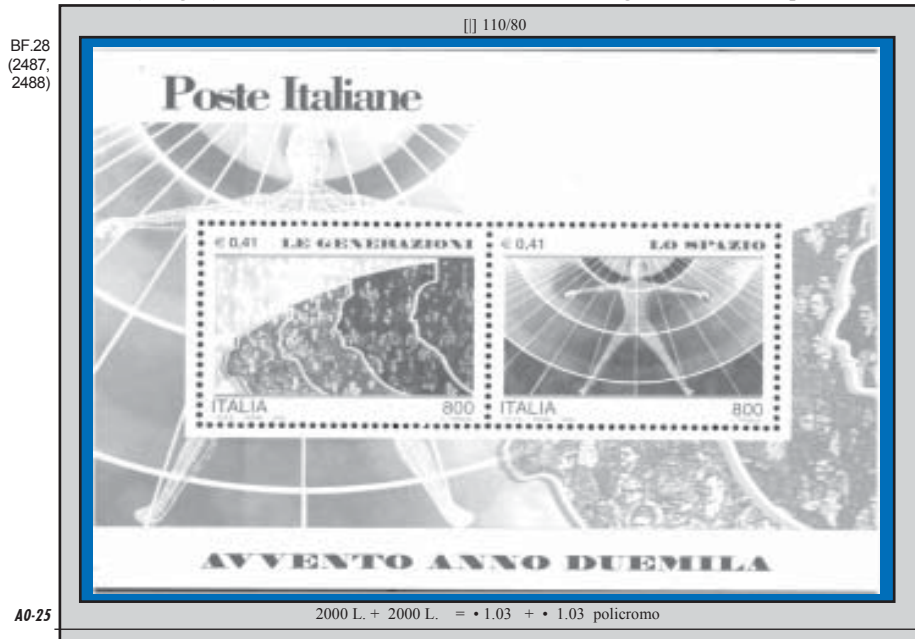 [|] 110/80
BF.28
(2487,
2488)
Poste Italiane
€ 0,41 LE GENERAZIONI
€ 0,41 LO SPAZIO
ITALIA 800
ITALIA 800
AVVENTO ANNO DUEMILA
A0-25
2000 L. + 2000 L. = • 1.03 + • 1.03 policromo